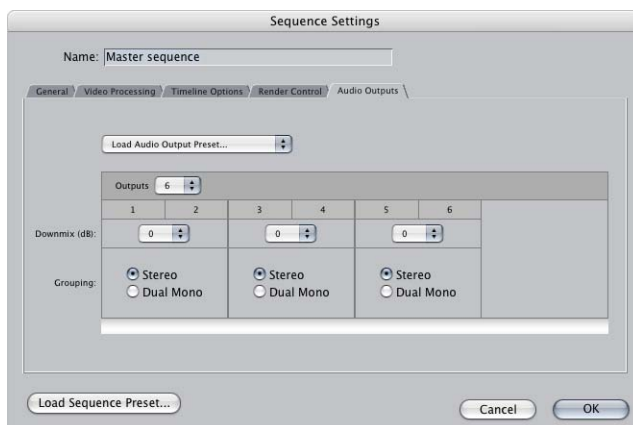 Sequence Settings
Name: Master sequence
General Video Processing Timeline Options Render Control Audio Outputs
Load Audio Output Preset...
Outputs 6
1 2 3 4 5 6
Downmix (dB): 0 0 0
Grouping: Stereo Stereo Stereo
Dual Mono Dual Mono Dual Mono
Load Sequence Preset... Cancel OK